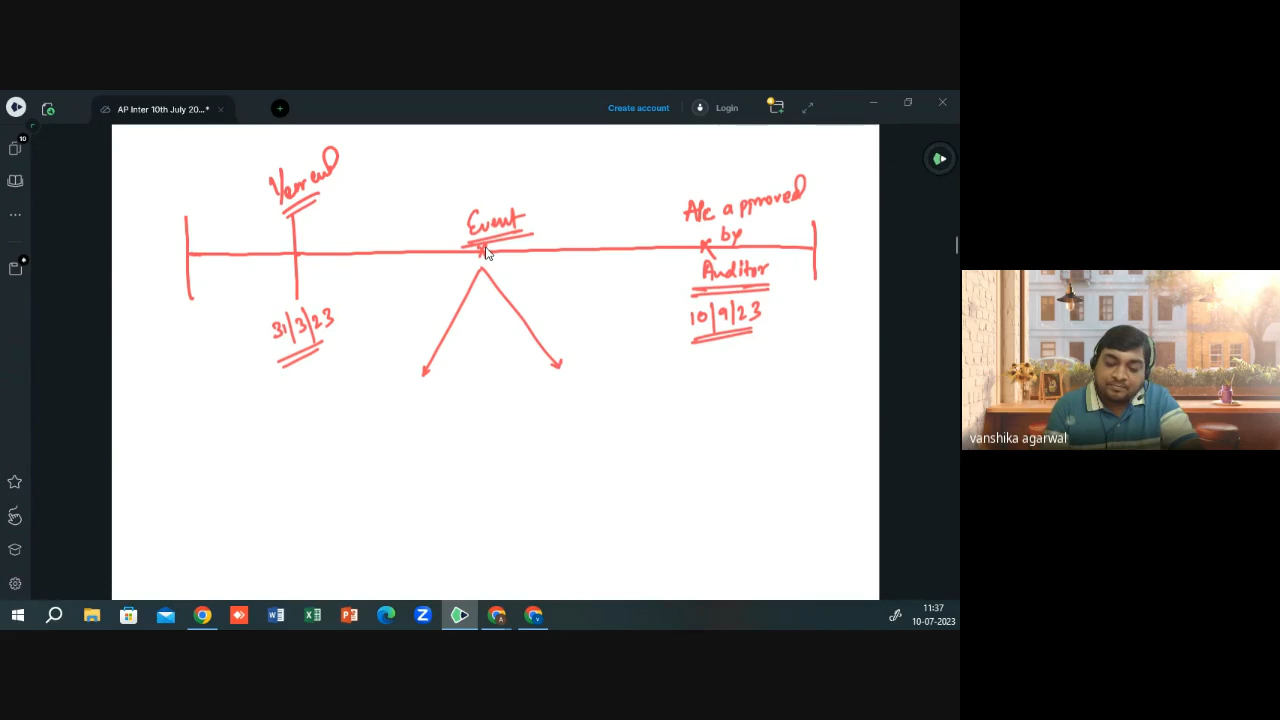 AP Inter 10th July 20...*
Create account
Login
10
Year end
Event
A/c approved
by
Auditor
31/3/23
10/9/23
vanshika agarwal
11:37
10-07-2023